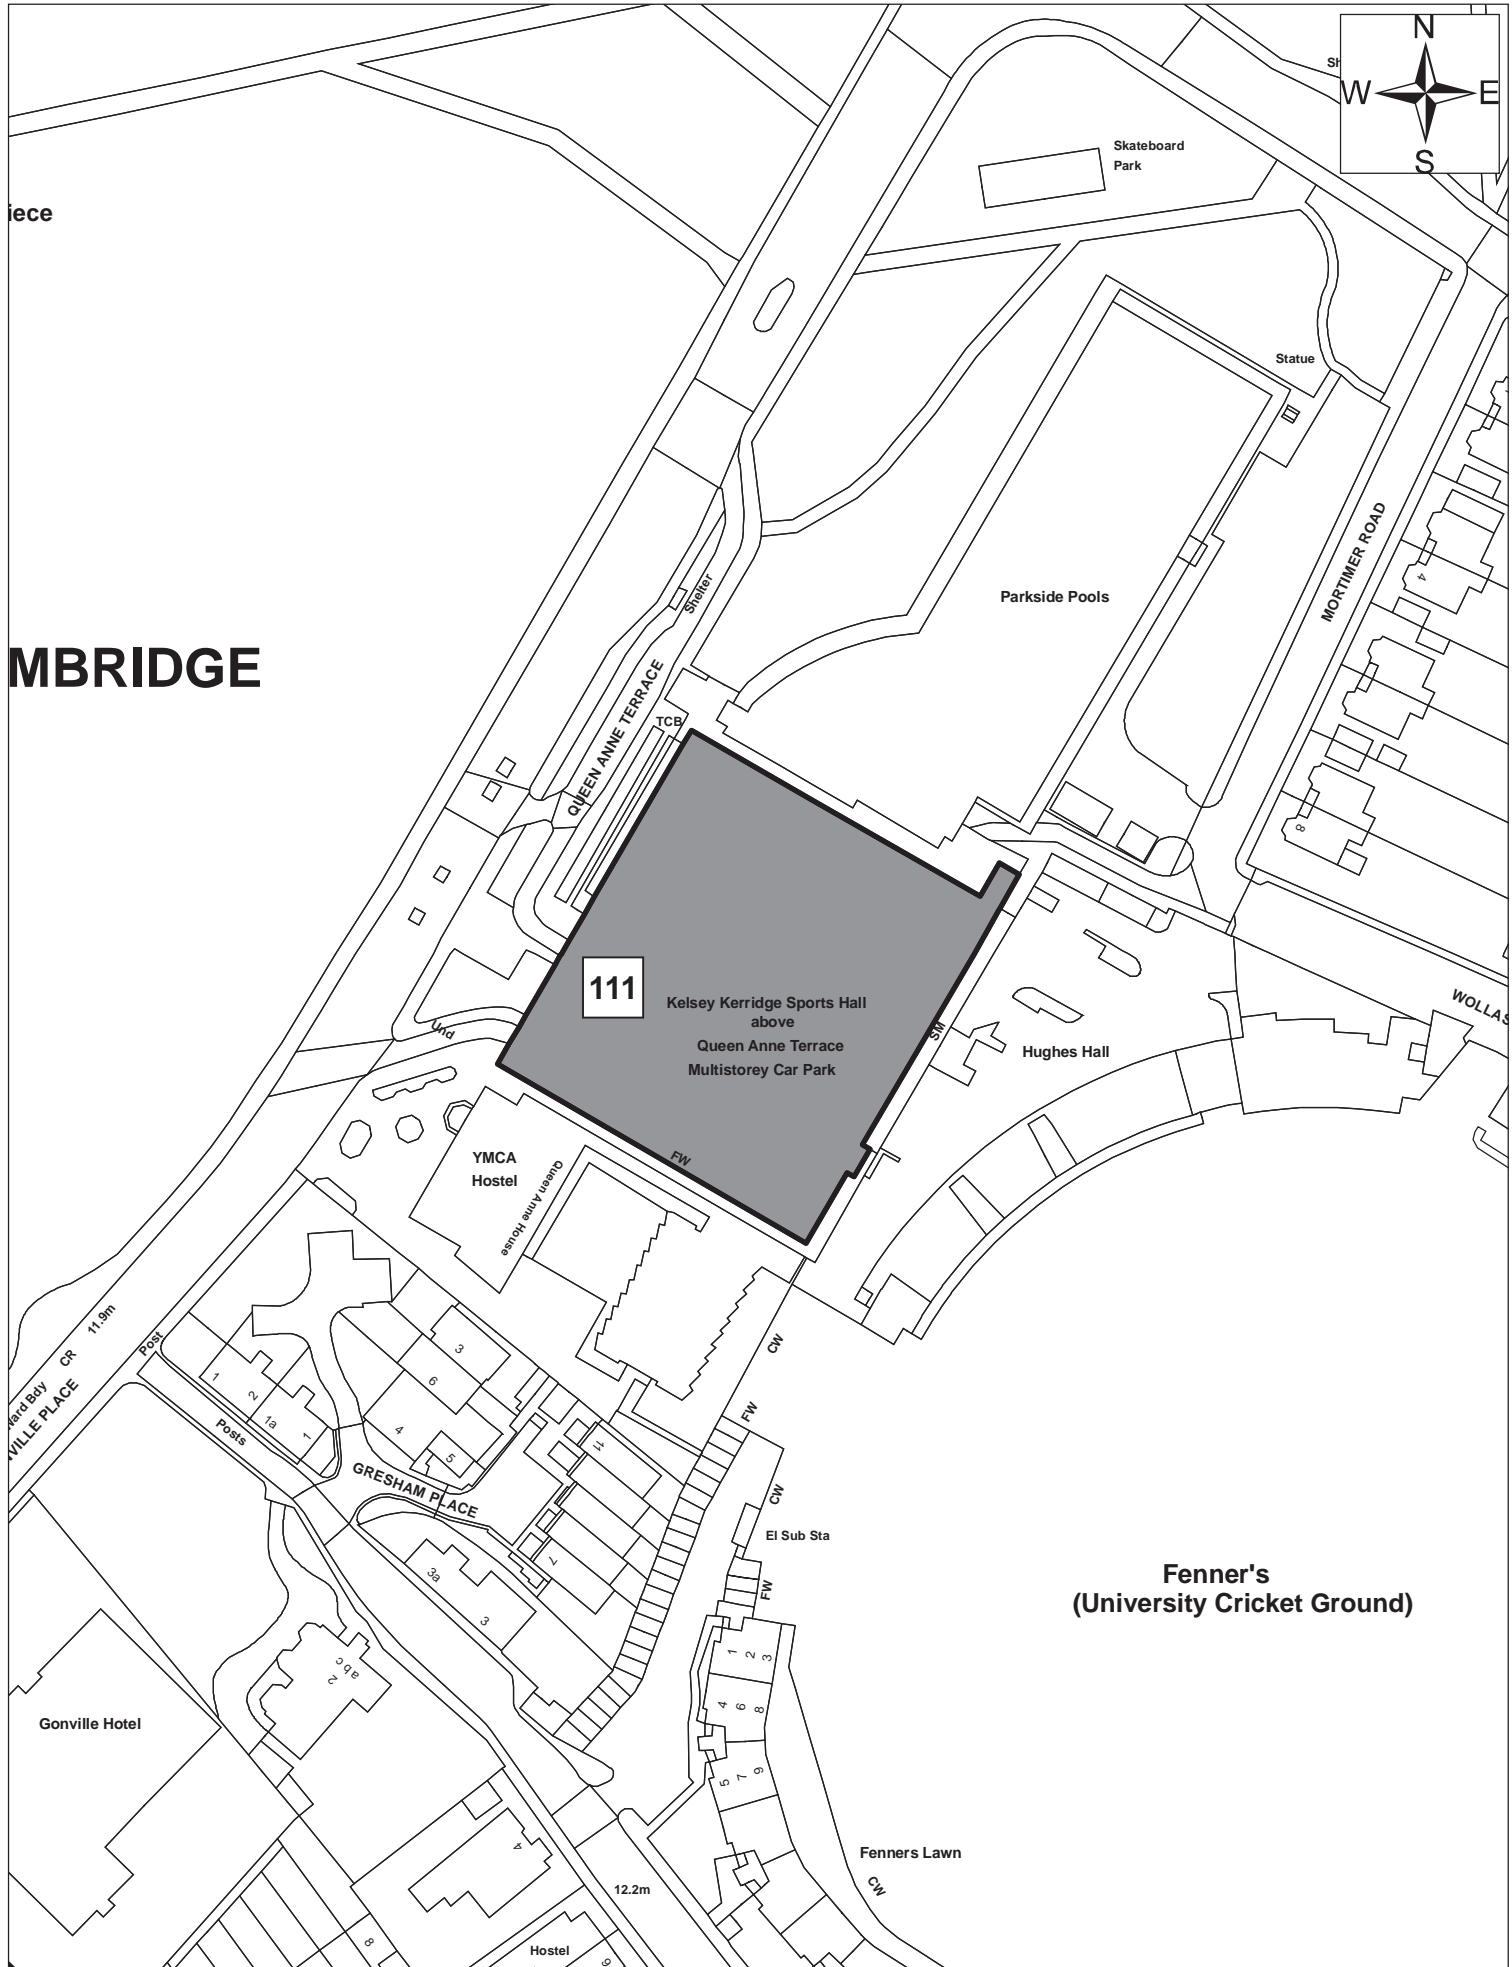 N
W
E
S
Sh
Skateboard
Park
iece
Statue
MORTIMER ROAD
4
Parkside Pools
Shelter
MBRIDGE
QUEEN ANNE TERRACE
TCB
8
111
Kelsey Kerridge Sports Hall
above
Queen Anne Terrace
Multistorey Car Park
SM
WOLLAS
Und
Hughes Hall
YMCA
Hostel
Queen Anne House
FW
11.9m
CR
Post
Ward Bdy
NVILLE PLACE
CW
1
2
1a
1
Posts
3
6
4
5
11
FW
GRESHAM PLACE
CW
El Sub Sta
7
3a
3
FW
Fenner's
(University Cricket Ground)
1
2
3
4
6
8
5
7
9
2
a b c
Gonville Hotel
4
Fenners Lawn
CW
12.2m
8
Hostel
9